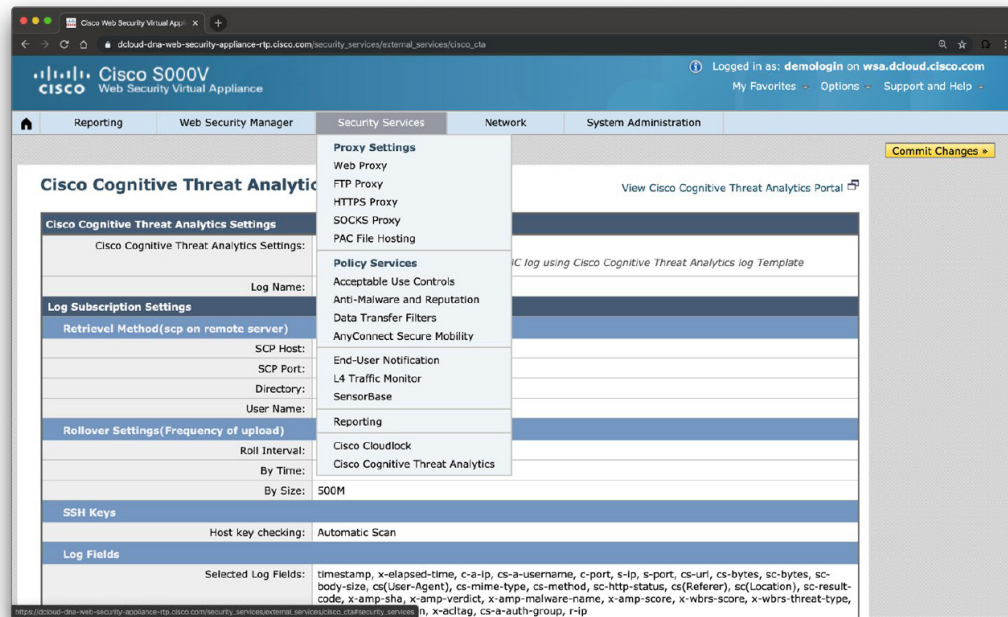 Cisco Web Security Virtual Appl
dcloud-dna-web-security-appliance-rtp.cisco.com/security_services/external_services/cisco_cta
Cisco S000V
CISCO Web Security Virtual Appliance
Logged in as: demologin on wsa.dcloud.cisco.com
My Favorites Options Support and Help
Reporting Web Security Manager Security Services Network System Administration
Commit Changes »
Cisco Cognitive Threat Analytic
View Cisco Cognitive Threat Analytics Portal
Proxy Settings
Web Proxy
FTP Proxy
HTTPS Proxy
SOCKS Proxy
PAC File Hosting
Policy Services
Acceptable Use Controls
Anti-Malware and Reputation
Data Transfer Filters
AnyConnect Secure Mobility
End-User Notification
L4 Traffic Monitor
SensorBase
Reporting
Cisco Cloudlock
Cisco Cognitive Threat Analytics
Cisco Cognitive Threat Analytics Settings
Cisco Cognitive Threat Analytics Settings:
log using Cisco Cognitive Threat Analytics log Template
Log Name:
Log Subscription Settings
Retrievel Method(scp on remote server)
SCP Host:
SCP Port:
Directory:
User Name:
Rollover Settings(Frequency of upload)
Roll Interval:
By Time:
By Size: 500M
SSH Keys
Host key checking: Automatic Scan
Log Fields
Selected Log Fields: timestamp, x-elapsed-time, c-a-ip, cs-a-username, c-port, s-ip, s-port, cs-url, cs-bytes, sc-bytes, sc-
body-size, cs(User-Agent), cs-mime-type, cs-method, sc-http-status, cs(Referer), sc(Location), sc-result-
code, x-amp-sha, x-amp-verdict, x-amp-malware-name, x-amp-score, x-wbrs-score, x-wbrs-threat-type,
n, x-acltag, cs-a-auth-group, r-ip
https://dcloud-dna-web-security-appliance-rtp.cisco.com/security_services/external_services/cisco_cta#security_services